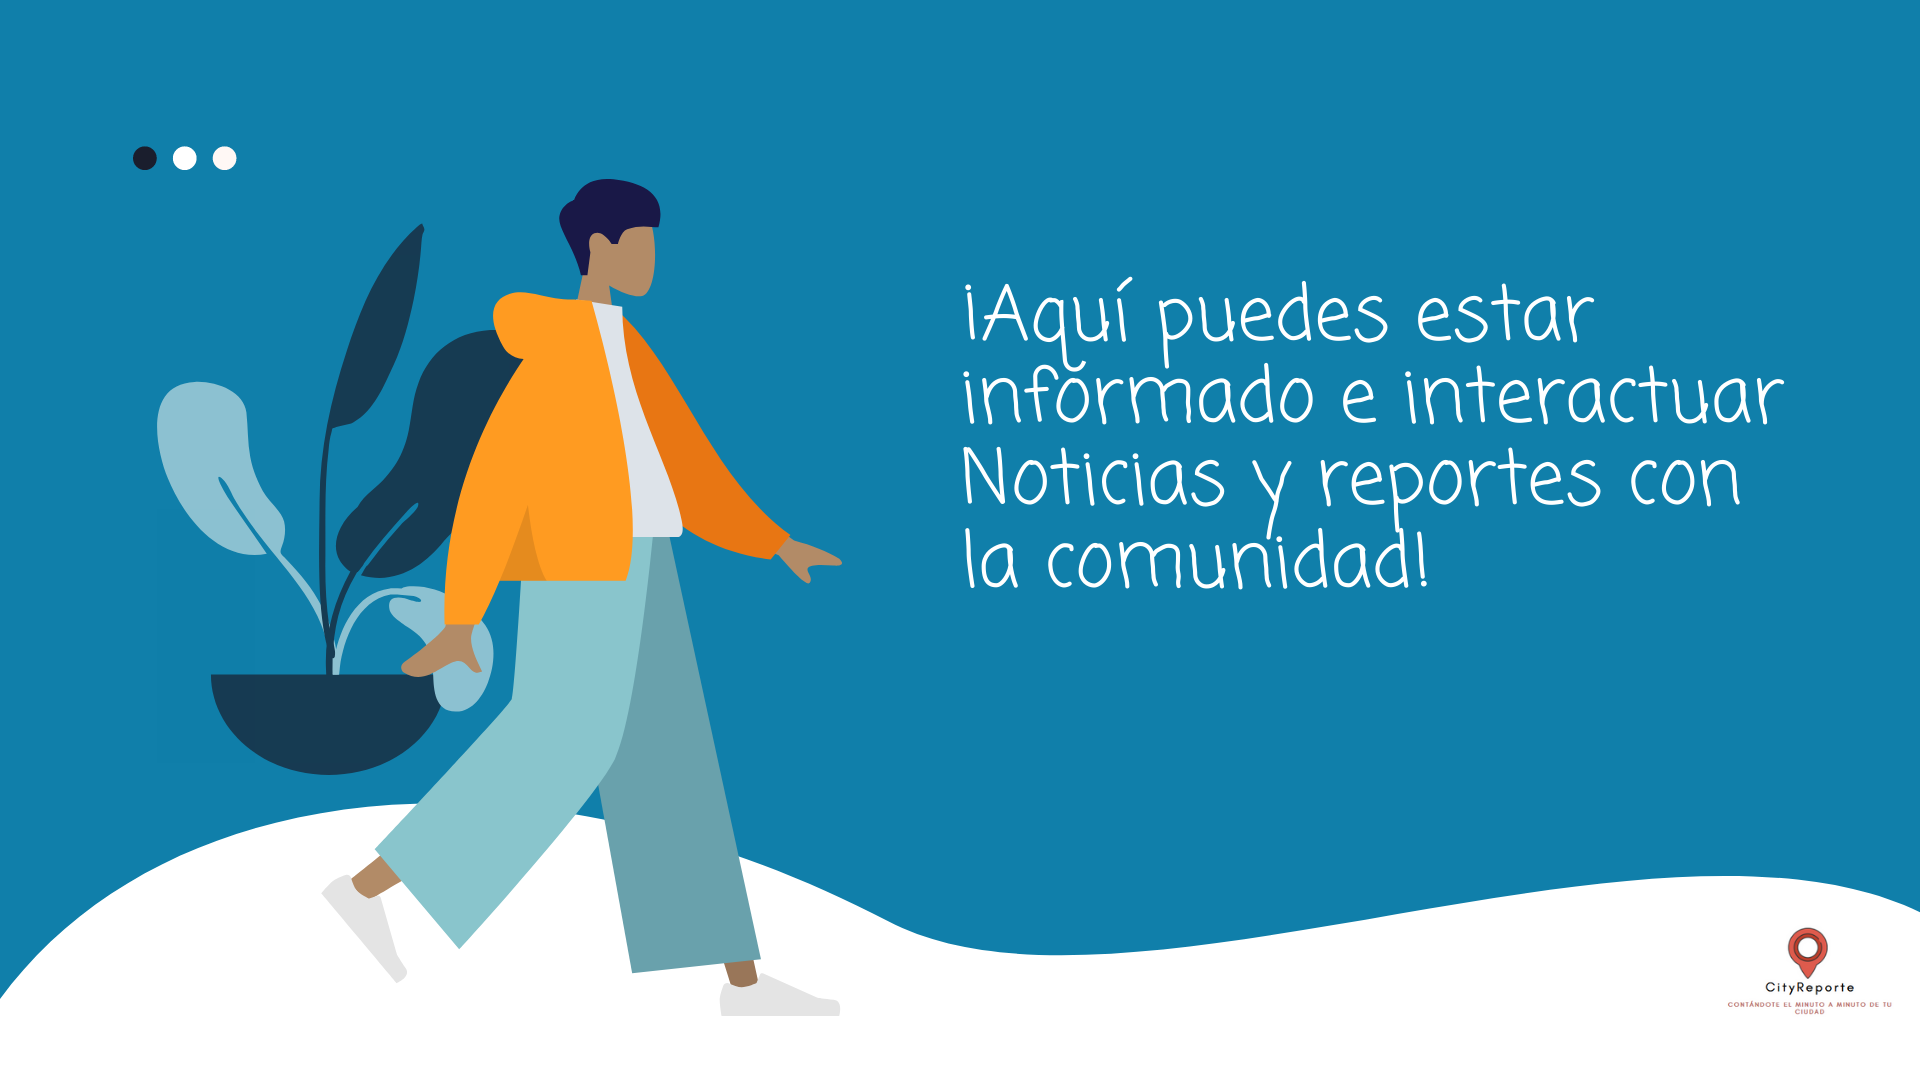 ¡Aquí puedes estar
informado e interactuar
Noticias y reportes con
la comunidad!
CityReporte
CONTÁNDOTE EL MINUTO A MINUTO DE TU
CIUDAD